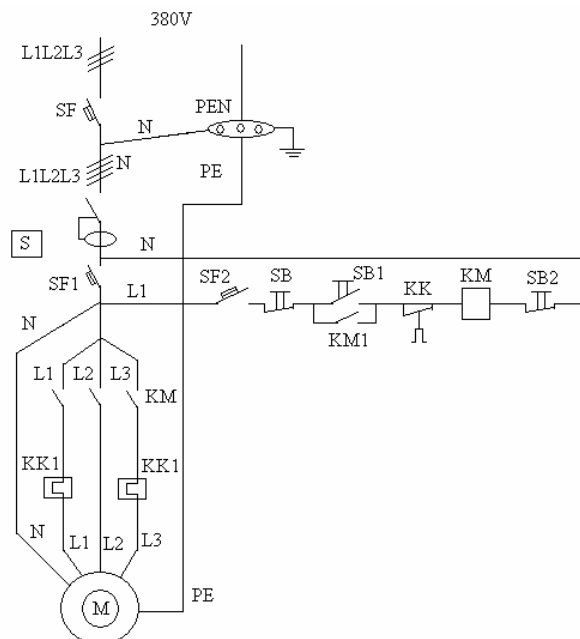 380V
L1L2L3
SF
N
PEN
L1L2L3
N
PE
S
N
SF1
L1
SF2
SB
SB1
KK
KM
SB2
KM1
N
L1
L2
L3
KM
KK1
KK1
N
L1
L2
L3
M
PE